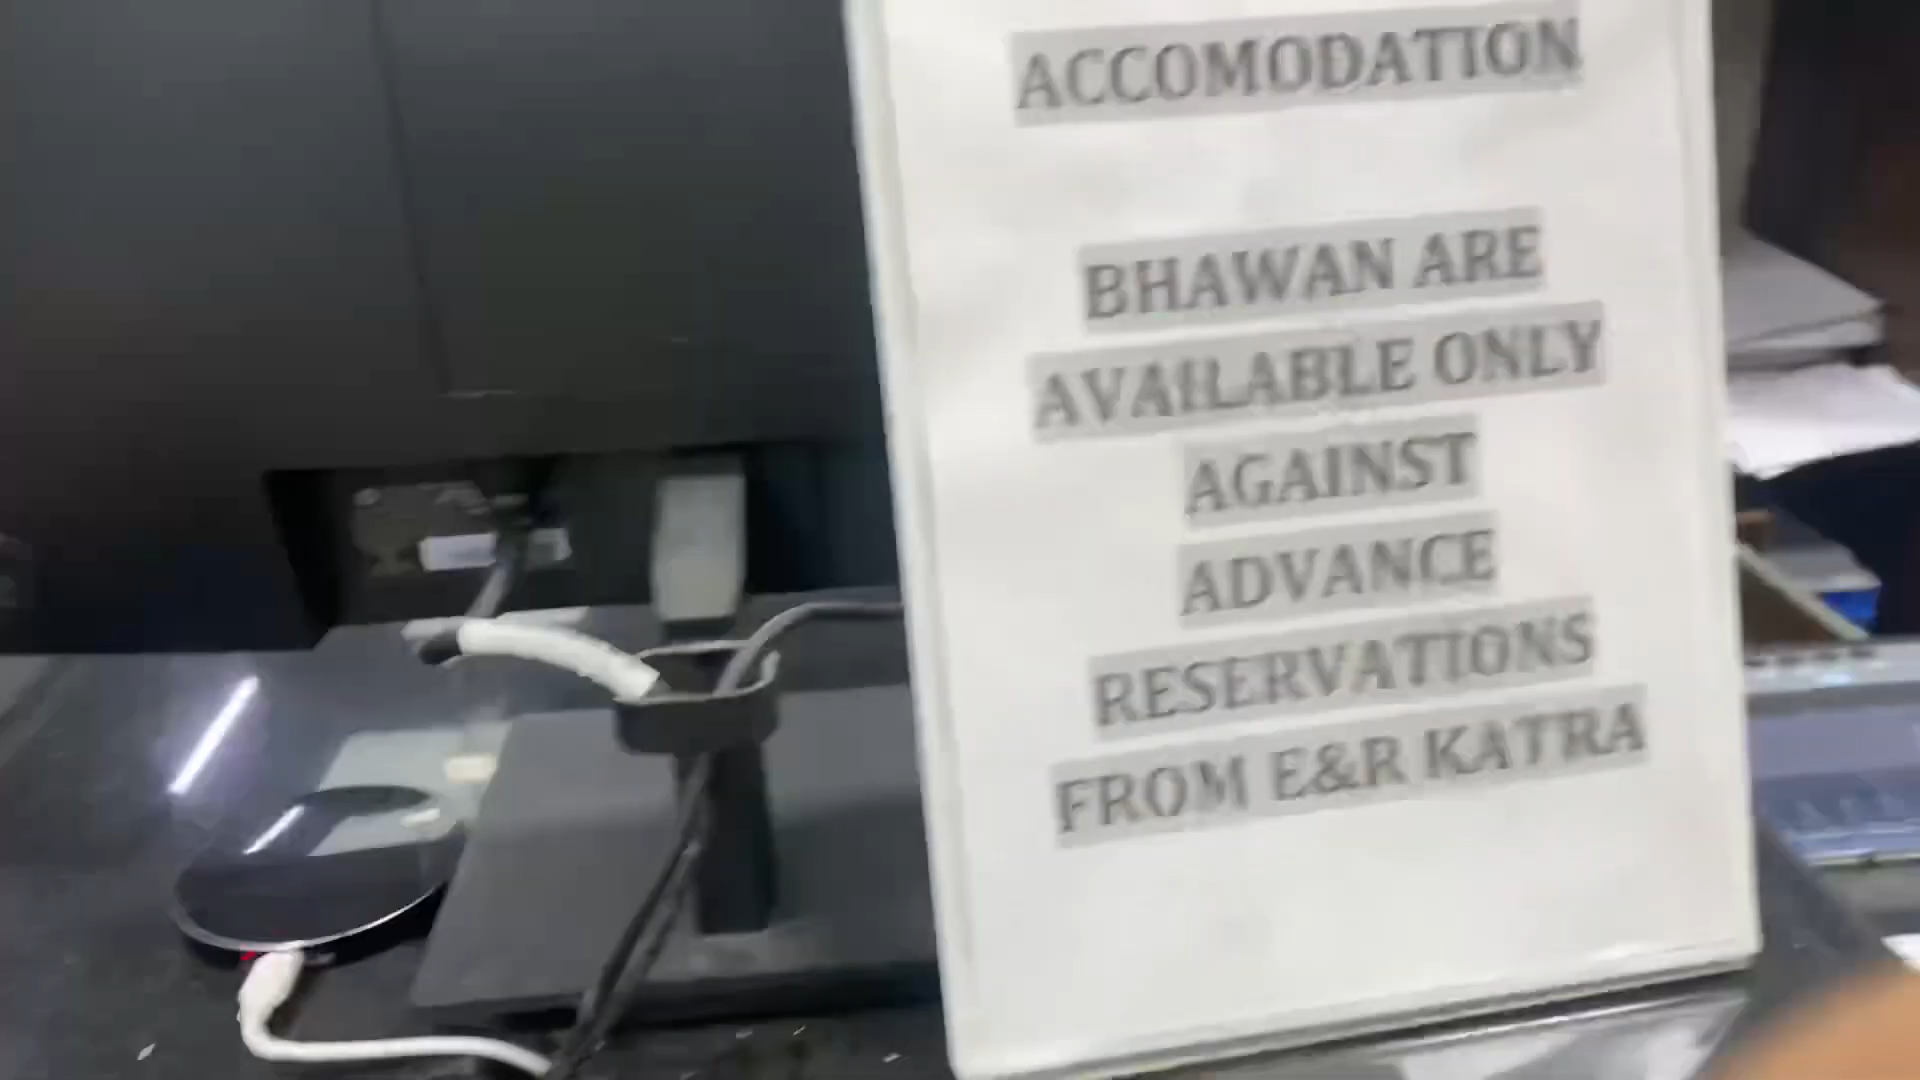 ACCOMODATION
BHAWAN ARE
AVAILABLE ONLY
AGAINST
ADVANCE
RESERVATIONS
FROM E&R KATRA